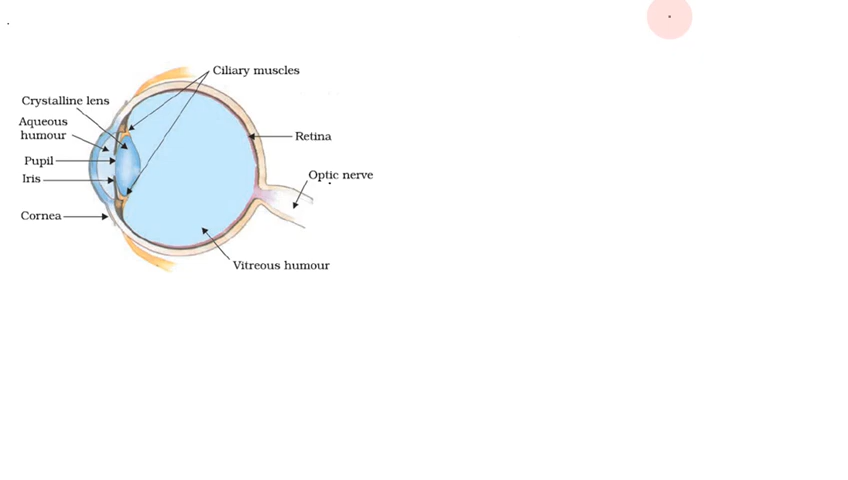 Ciliary muscles
Crystalline lens
Aqueous
humour
Retina
Pupil
Optic nerve
Iris
Cornea
Vitreous humour